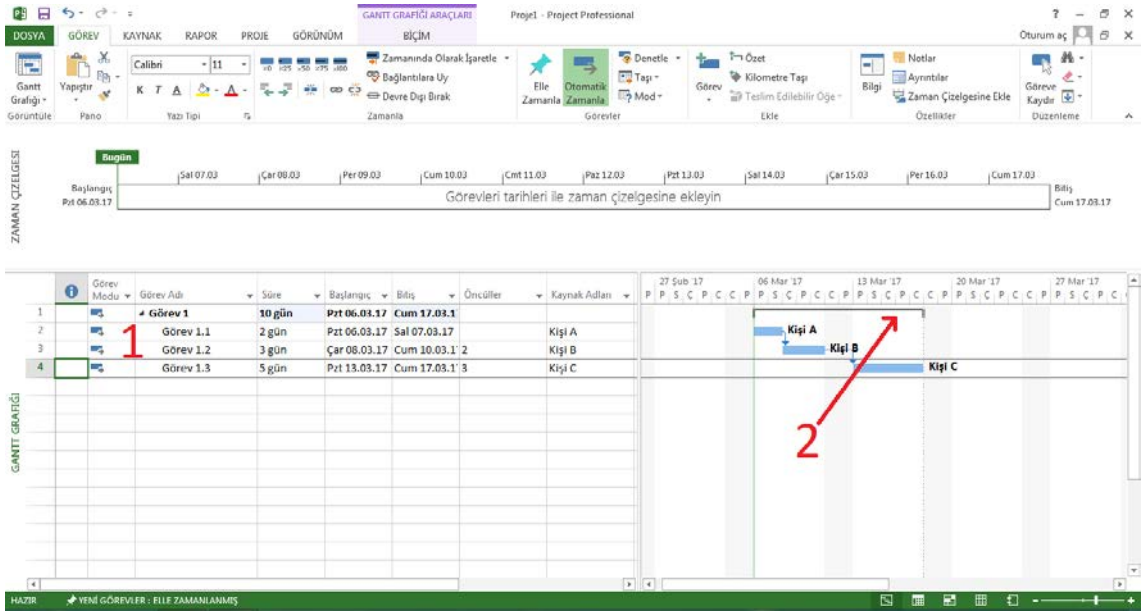 GANTT GRAFİĞİ ARAÇLARI Proje1 - Project Professional ?
DOSYA GÖREV KAYNAK RAPOR PROJE GÖRÜNÜM BİÇİM Oturum aç
Gantt Grafiği
Yapıştır
Calibri 11
K T A
Zamanında Olarak İşaretle
Bağlantılara Uy
Devre Dışı Bırak
Elle Zamanla
Otomatik Zamanla
Denetle
Taşı
Mod
Görev
Özet
Kilometre Taşı
Teslim Edilebilir Öğe
Bilgi
Notlar
Ayrıntılar
Zaman Çizelgesine Ekle
Göreve Kaydır
Görüntüle Pano Yazı Tipi Zamanla Görevler Ekle Özellikler Düzenleme
ZAMAN ÇİZELGESİ
Bugün
Sal 07.03 Çar 08.03 Per 09.03 Cum 10.03 Cmt 11.03 Paz 12.03 Pzt 13.03 Sal 14.03 Çar 15.03 Per 16.03 Cum 17.03
Başlangıç
Pzt 06.03.17
Görevleri tarihleri ile zaman çizelgesine ekleyin
Bitiş
Cum 17.03.17
27 Şub '17 06 Mar '17 13 Mar '17 20 Mar '17 27 Mar '17
Görev Modu Görev Adı Süre Başlangıç Bitiş Öncüller Kaynak Adları
P P S Ç P C C P P S Ç P C C P P S Ç P C C P P S Ç P C C P P S Ç P C
1 Görev 1 10 gün Pzt 06.03.17 Cum 17.03.1
2 Görev 1.1 2 gün Pzt 06.03.17 Sal 07.03.17 Kişi A
3 Görev 1.2 3 gün Çar 08.03.17 Cum 10.03.1 2 Kişi B
4 Görev 1.3 5 gün Pzt 13.03.17 Cum 17.03.1 3 Kişi C
Kişi A
Kişi B
Kişi C
1
2
GANTT GRAFİĞİ
HAZIR YENİ GÖREVLER : ELLE ZAMANLANMIŞ